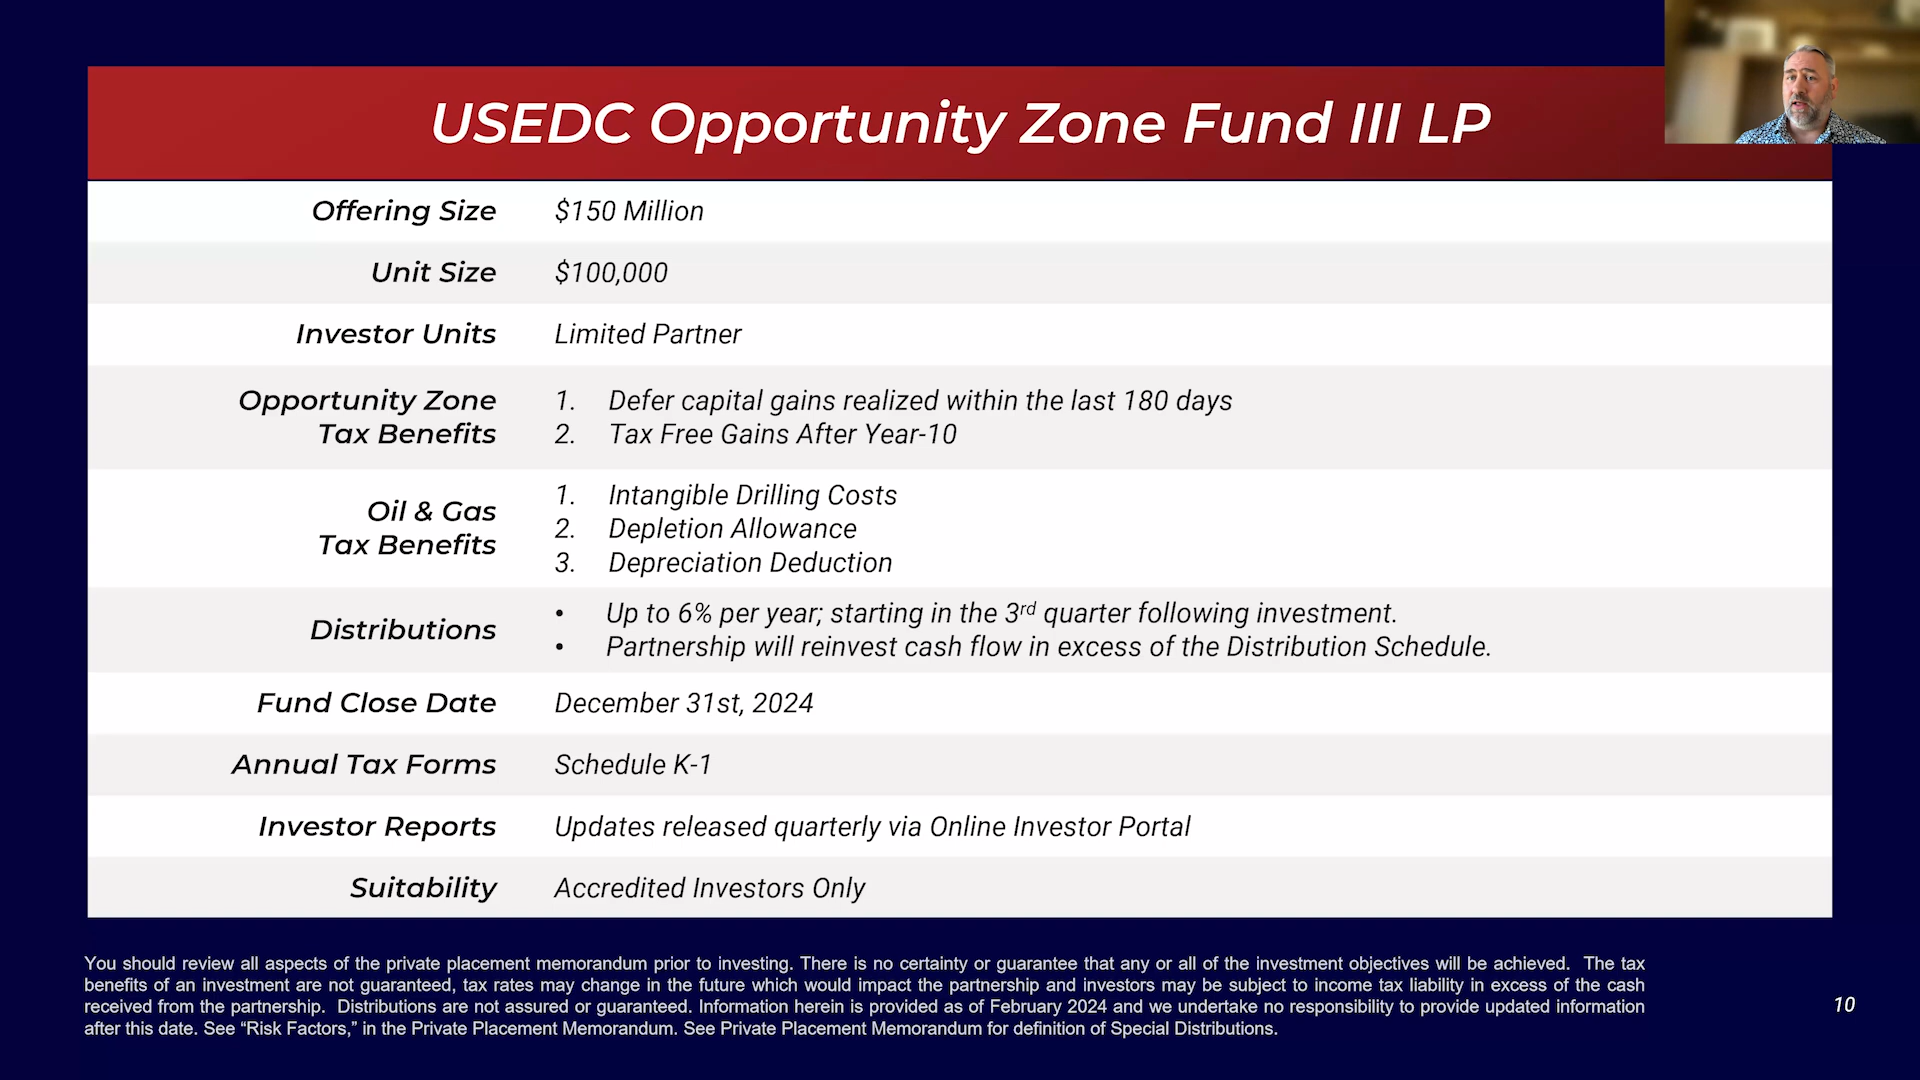 USEDC Opportunity Zone Fund III LP
Offering Size $150 Million
Unit Size $100,000
Investor Units Limited Partner
Opportunity Zone
Tax Benefits
1. Defer capital gains realized within the last 180 days
2. Tax Free Gains After Year-10
Oil & Gas
Tax Benefits
1. Intangible Drilling Costs
2. Depletion Allowance
3. Depreciation Deduction
Distributions
• Up to 6% per year; starting in the 3rd quarter following investment.
• Partnership will reinvest cash flow in excess of the Distribution Schedule.
Fund Close Date December 31st, 2024
Annual Tax Forms Schedule K-1
Investor Reports Updates released quarterly via Online Investor Portal
Suitability Accredited Investors Only
You should review all aspects of the private placement memorandum prior to investing. There is no certainty or guarantee that any or all of the investment objectives will be achieved. The tax
benefits of an investment are not guaranteed, tax rates may change in the future which would impact the partnership and investors may be subject to income tax liability in excess of the cash
received from the partnership. Distributions are not assured or guaranteed. Information herein is provided as of February 2024 and we undertake no responsibility to provide updated information
after this date. See “Risk Factors,” in the Private Placement Memorandum. See Private Placement Memorandum for definition of Special Distributions.
10